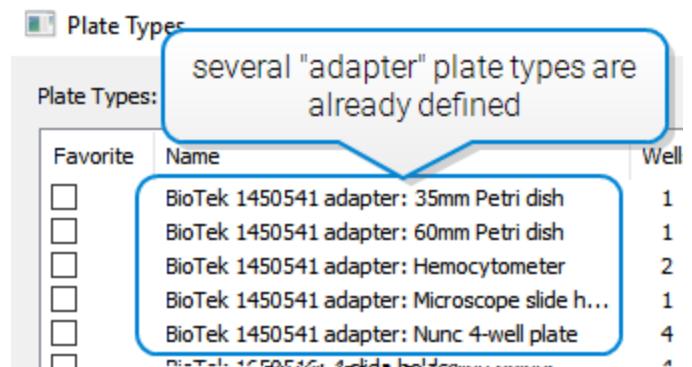 Plate Types
several "adapter" plate types are
already defined
Plate Types:
Favorite Name Well
BioTek 1450541 adapter: 35mm Petri dish 1
BioTek 1450541 adapter: 60mm Petri dish 1
BioTek 1450541 adapter: Hemocytometer 2
BioTek 1450541 adapter: Microscope slide h... 1
BioTek 1450541 adapter: Nunc 4-well plate 4